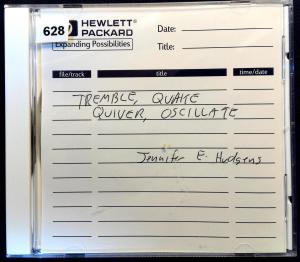 628
HEWLETT
PACKARD
Expanding Possibilities
Date:
Title:
file/track title time/date
TREMBLE, QUAKE
QUIVER, OSCILLATE
Jennifer E. Hudgens